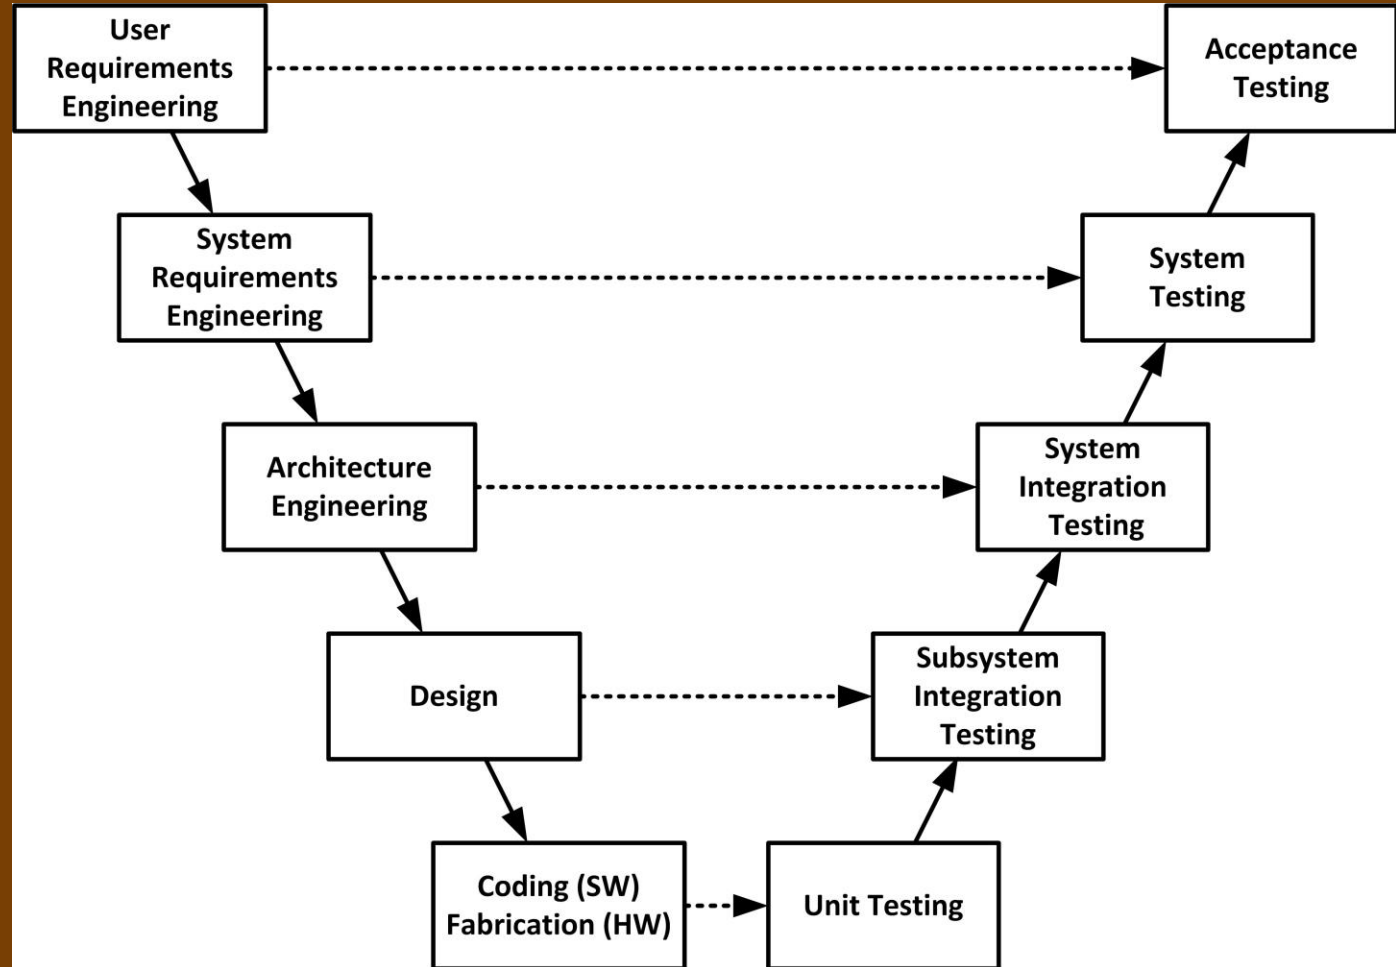 User
Requirements
Engineering
Acceptance
Testing
System
Requirements
Engineering
System
Testing
Architecture
Engineering
System
Integration
Testing
Design
Subsystem
Integration
Testing
Coding (SW)
Fabrication (HW)
Unit Testing